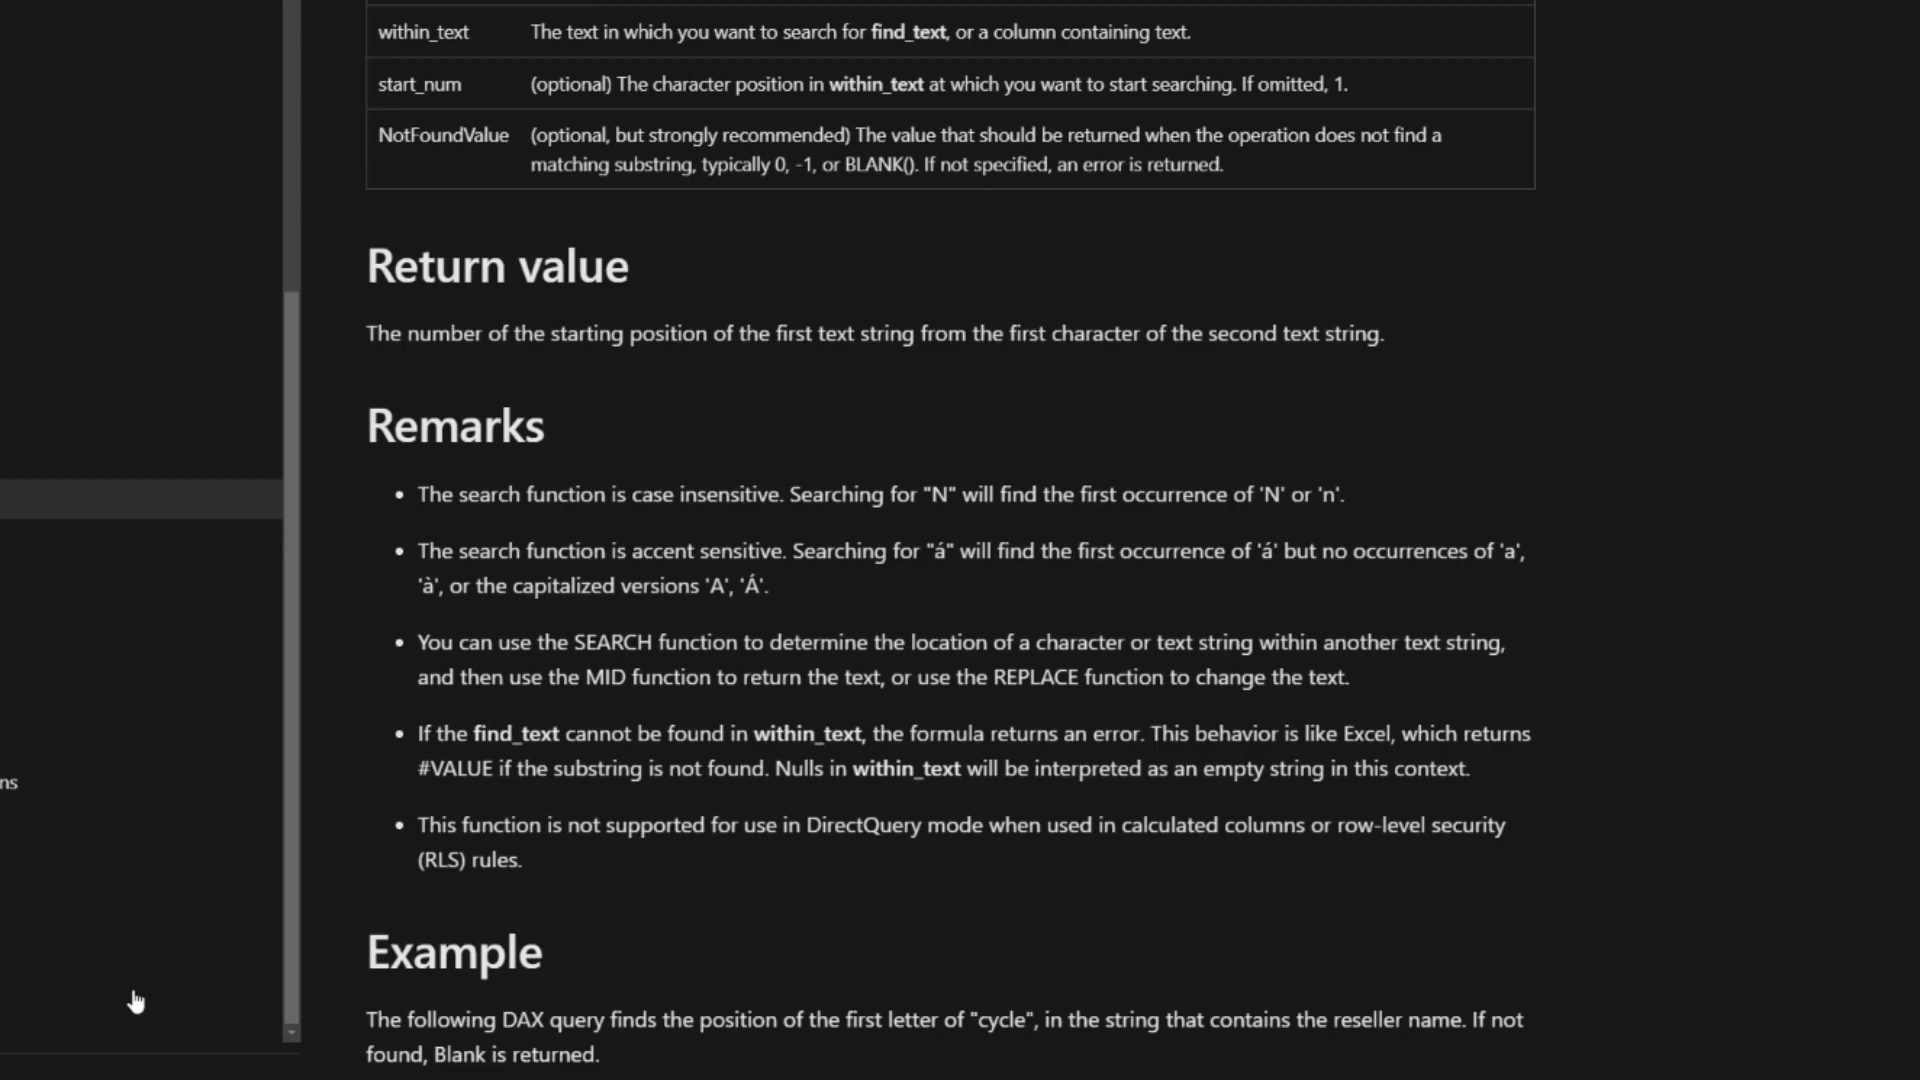 within_text The text in which you want to search for find_text, or a column containing text.
start_num (optional) The character position in within_text at which you want to start searching. If omitted, 1.
NotFoundValue (optional, but strongly recommended) The value that should be returned when the operation does not find a
matching substring, typically 0, -1, or BLANK(). If not specified, an error is returned.
Return value
The number of the starting position of the first text string from the first character of the second text string.
Remarks
• The search function is case insensitive. Searching for "N" will find the first occurrence of 'N' or 'n'.
• The search function is accent sensitive. Searching for "á" will find the first occurrence of 'á' but no occurrences of 'a',
'à', or the capitalized versions 'A', 'Á'.
• You can use the SEARCH function to determine the location of a character or text string within another text string,
and then use the MID function to return the text, or use the REPLACE function to change the text.
• If the find_text cannot be found in within_text, the formula returns an error. This behavior is like Excel, which returns
#VALUE if the substring is not found. Nulls in within_text will be interpreted as an empty string in this context.
ns
• This function is not supported for use in DirectQuery mode when used in calculated columns or row-level security
(RLS) rules.
Example
The following DAX query finds the position of the first letter of "cycle", in the string that contains the reseller name. If not
found, Blank is returned.